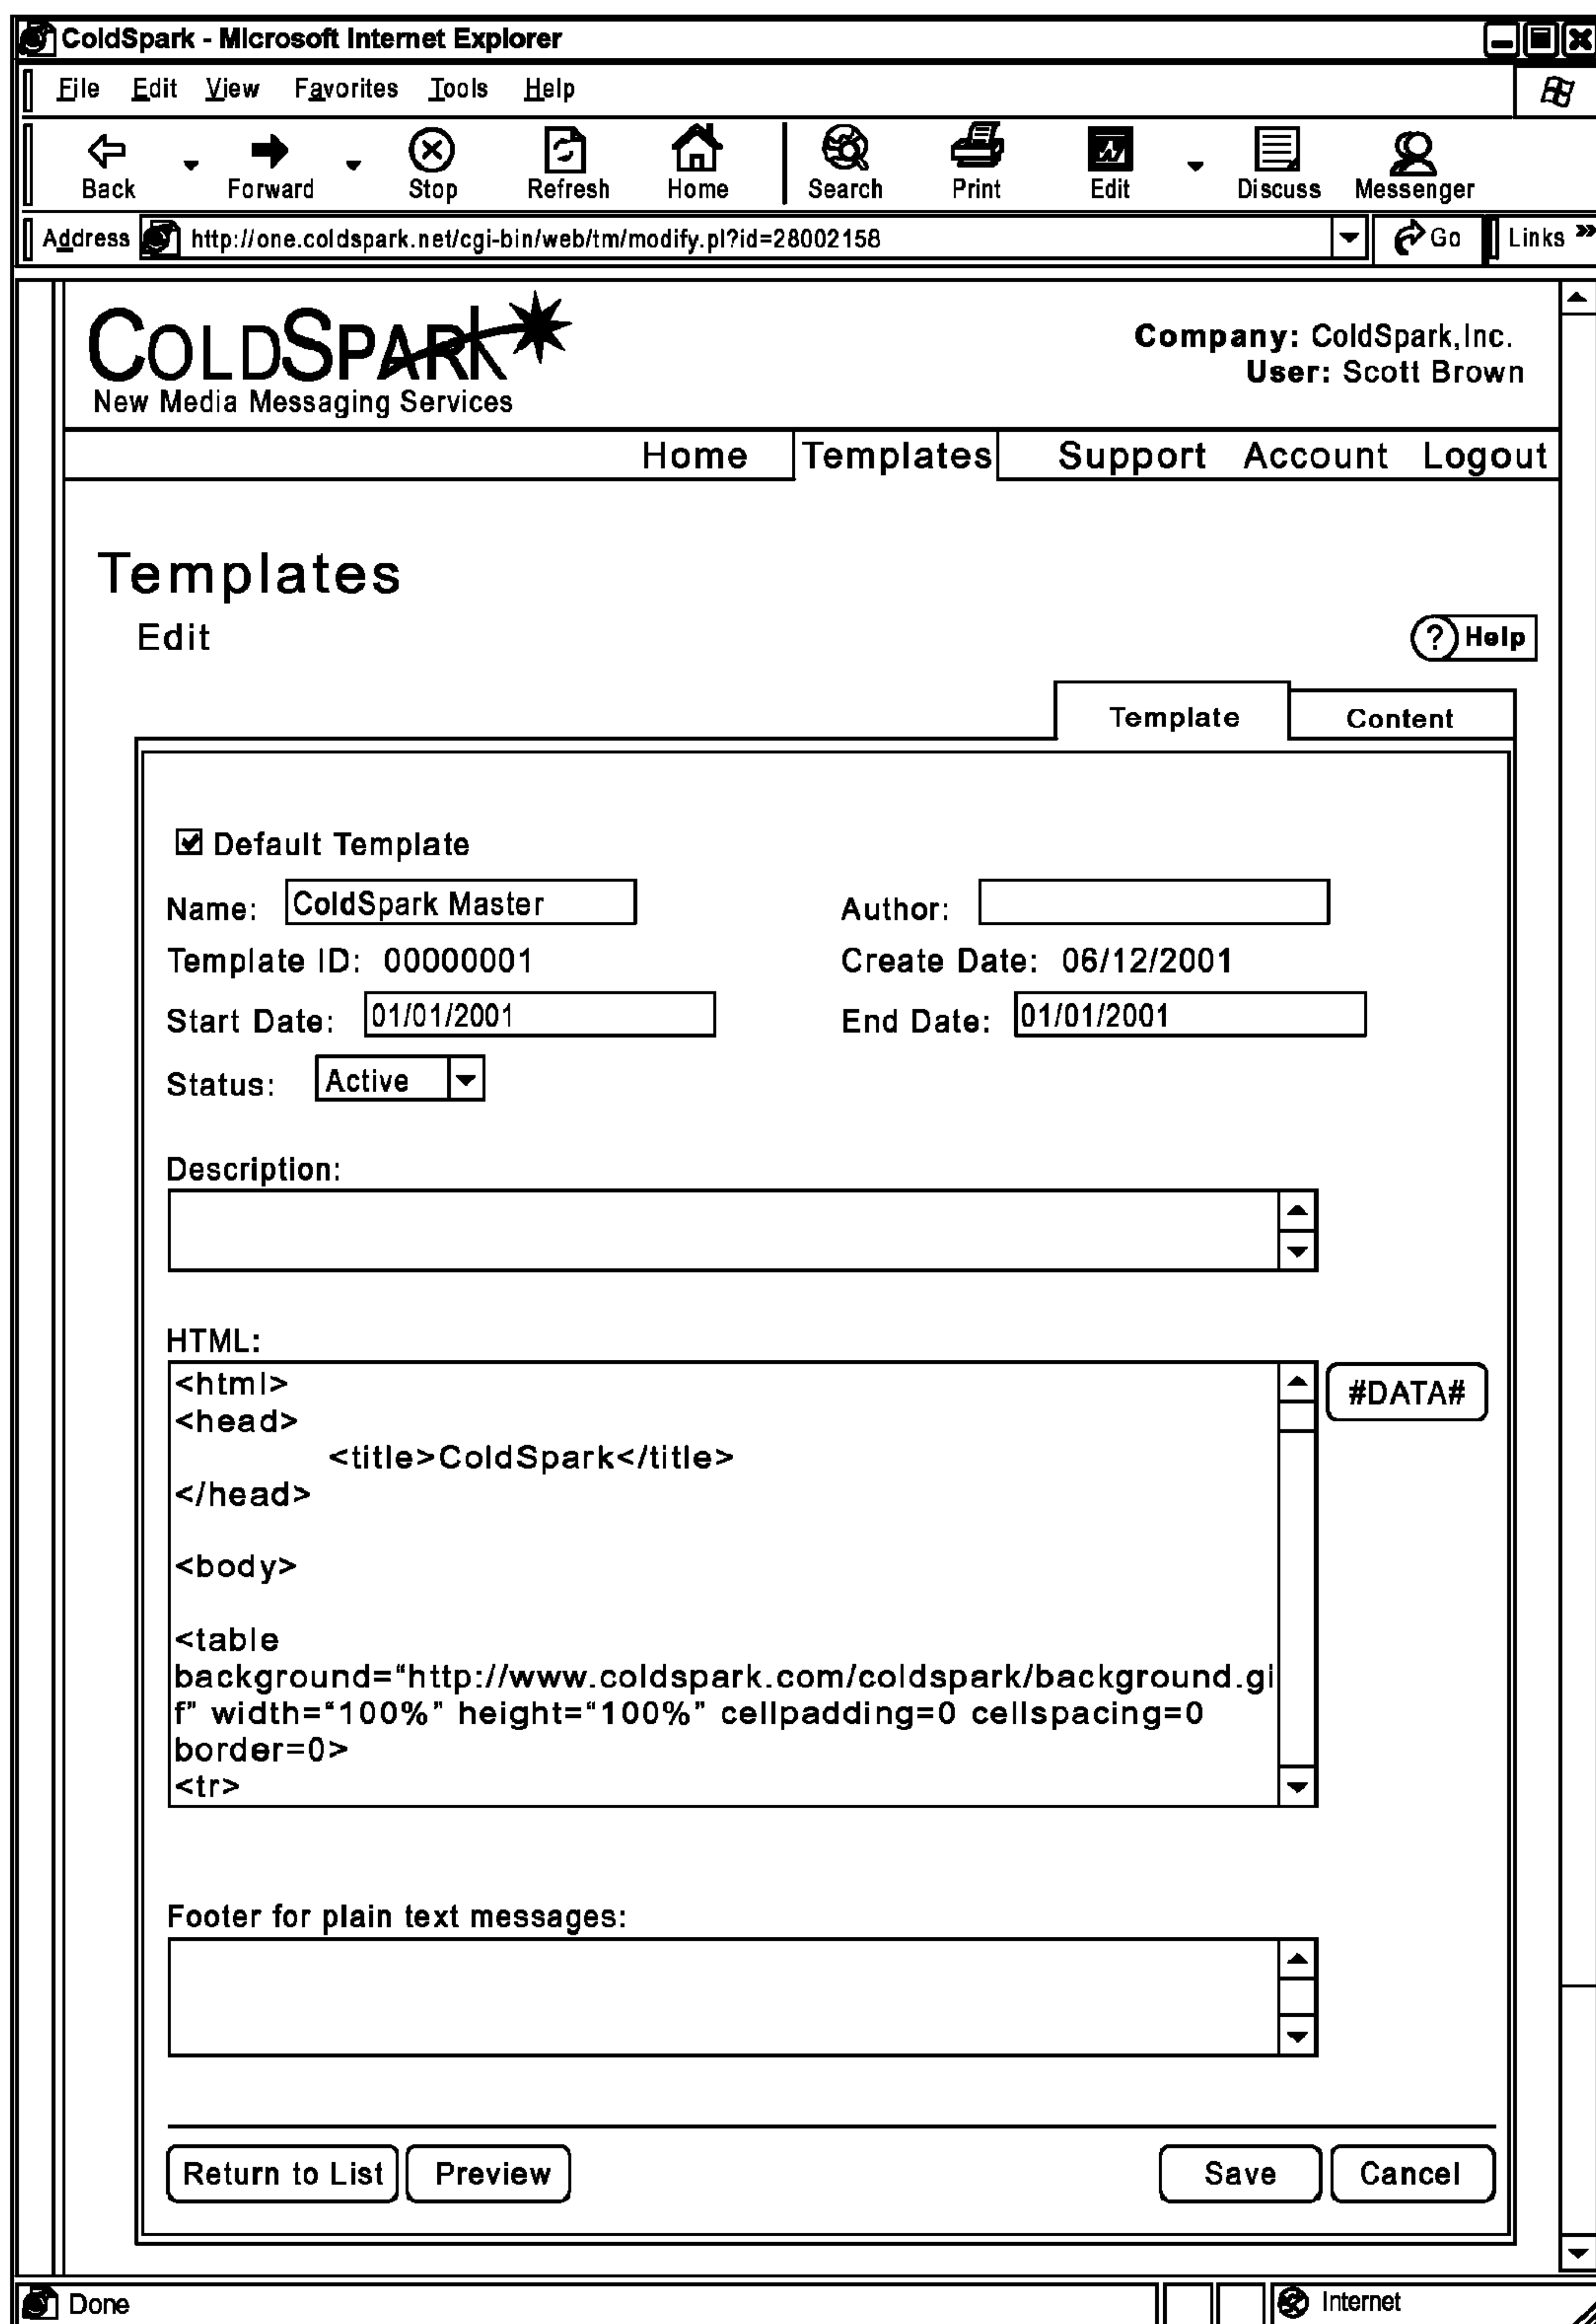 ColdSpark - Microsoft Internet Explorer
File Edit View Favorites Tools Help
Back Forward Stop Refresh Home Search Print Edit Discuss Messenger
Address http://one.coldspark.net/cgi-bin/web/tm/modify.pl?id=28002158 Go Links »
COLDSPARK
New Media Messaging Services
Company: ColdSpark,Inc.
User: Scott Brown
Home Templates Support Account Logout
Templates
Edit
? Help
Template Content
Default Template
Name: ColdSpark Master Author:
Template ID: 00000001 Create Date: 06/12/2001
Start Date: 01/01/2001 End Date: 01/01/2001
Status: Active
Description:
HTML:
<html>
#DATA#
<head>
<title>ColdSpark</title>
</head>
<body>
<table
background=“http://www.coldspark.com/coldspark/background.gi
f” width=“100%” height=“100%” cellpadding=0 cellspacing=0
border=0>
<tr>
Footer for plain text messages:
Return to List Preview Save Cancel
Done Internet